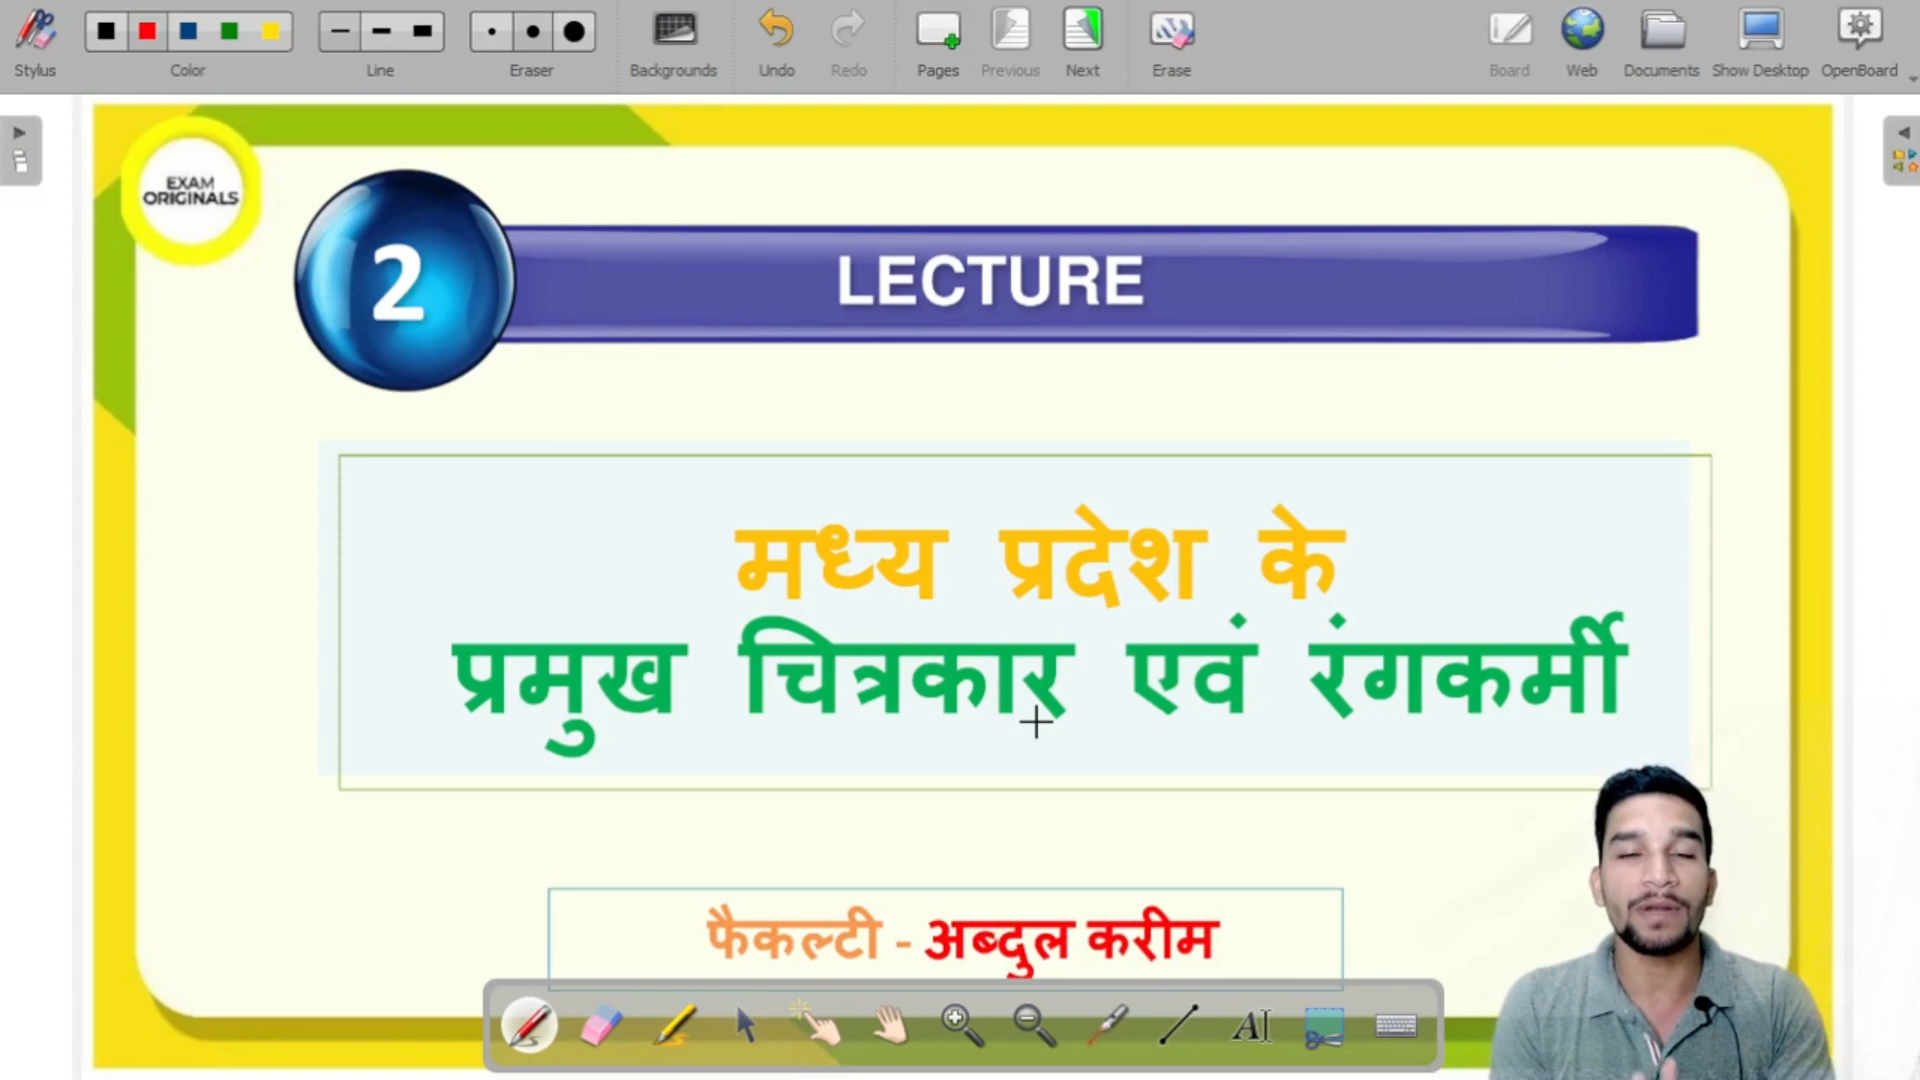 Stylus
Color
Line
Eraser
Backgrounds
Undo
Redo
Pages
Previous
Next
Erase
Board
Web
Documents
Show Desktop
OpenBoard
EXAM
ORIGINALS
2
LECTURE
मध्य प्रदेश के
प्रमुख चित्रकार एवं रंगकर्मी
फैकल्टी - अब्दुल करीम
AI